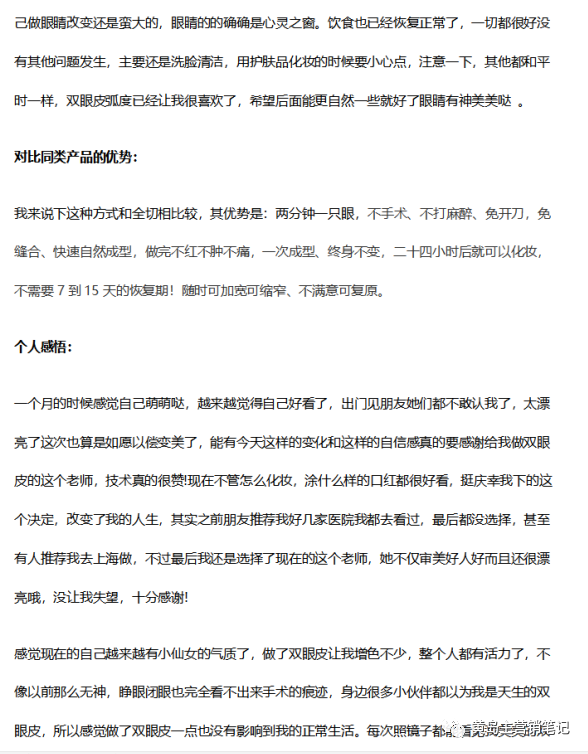 己做眼睛改变还是蛮大的，眼睛的的确确是心灵之窗。饮食也已经恢复正常了，一切都很好没
有其他问题发生，主要还是洗脸清洁，用护肤品化妆的时候要小心点，注意一下，其他都和平
时一样，双眼皮弧度已经让我很喜欢了，希望后面能更自然一些就好了眼睛有神美美哒 。
对比同类产品的优势：
我来说下这种方式和全切相比较，其优势是：两分钟一只眼，不手术、不打麻醉、免开刀，免
缝合、快速自然成型，做完不红不肿不痛，一次成型、终身不变，二十四小时后就可以化妆，
不需要 7 到 15 天的恢复期！随时可加宽可缩窄、不满意可复原。
个人感悟：
一个月的时候感觉自己萌萌哒，越来越觉得自己好看了，出门见朋友她们都不敢认我了，太漂
亮了这次也算是如愿以偿变美了，能有今天这样的变化和这样的自信感真的要感谢给我做双眼
皮的这个老师，技术真的很赞!现在不管怎么化妆，涂什么样的口红都很好看，挺庆幸我下的这
个决定，改变了我的人生，其实之前朋友推荐我好几家医院我都去看过，最后都没选择，甚至
有人推荐我去上海做，不过最后我还是选择了现在的这个老师，她不仅审美好人好而且还很漂
亮哦，没让我失望，十分感谢!
感觉现在的自己越来越有小仙女的气质了，做了双眼皮让我增色不少，整个人都有活力了，不
像以前那么无神，睁眼闭眼也完全看不出来手术的痕迹，身边很多小伙伴都以为我是天生的双
眼皮，所以感觉做了双眼皮一点也没有影响到我的正常生活。每次照镜子都
黄岛主营销笔记